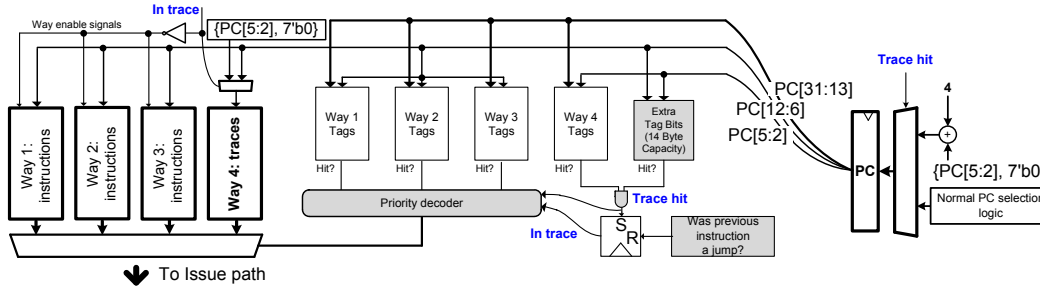 In trace
Way enable signals
{PC[5:2], 7'b0}
Way 1:
instructions
Way 2:
instructions
Way 3:
instructions
Way 4: traces
To Issue path
Way 1
Tags
Way 2
Tags
Way 3
Tags
Way 4
Tags
Extra
Tag Bits
(14 Byte
Capacity)
Hit?
Hit?
Hit?
Hit?
Hit?
Priority decoder
Trace hit
In trace
S
R
Was previous
instruction
a jump?
PC[31:13]
PC[12:6]
PC[5:2]
PC
Trace hit
4
+
{PC[5:2], 7'b0
Normal PC selection
logic